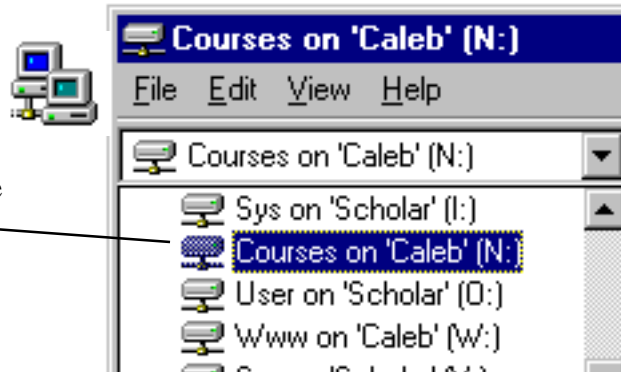 Courses on 'Caleb' (N:)
File Edit View Help
Courses on 'Caleb' (N:)
Sys on 'Scholar' (I:)
Courses on 'Caleb' (N:)
User on 'Scholar' (O:)
Www on 'Caleb' (W:)